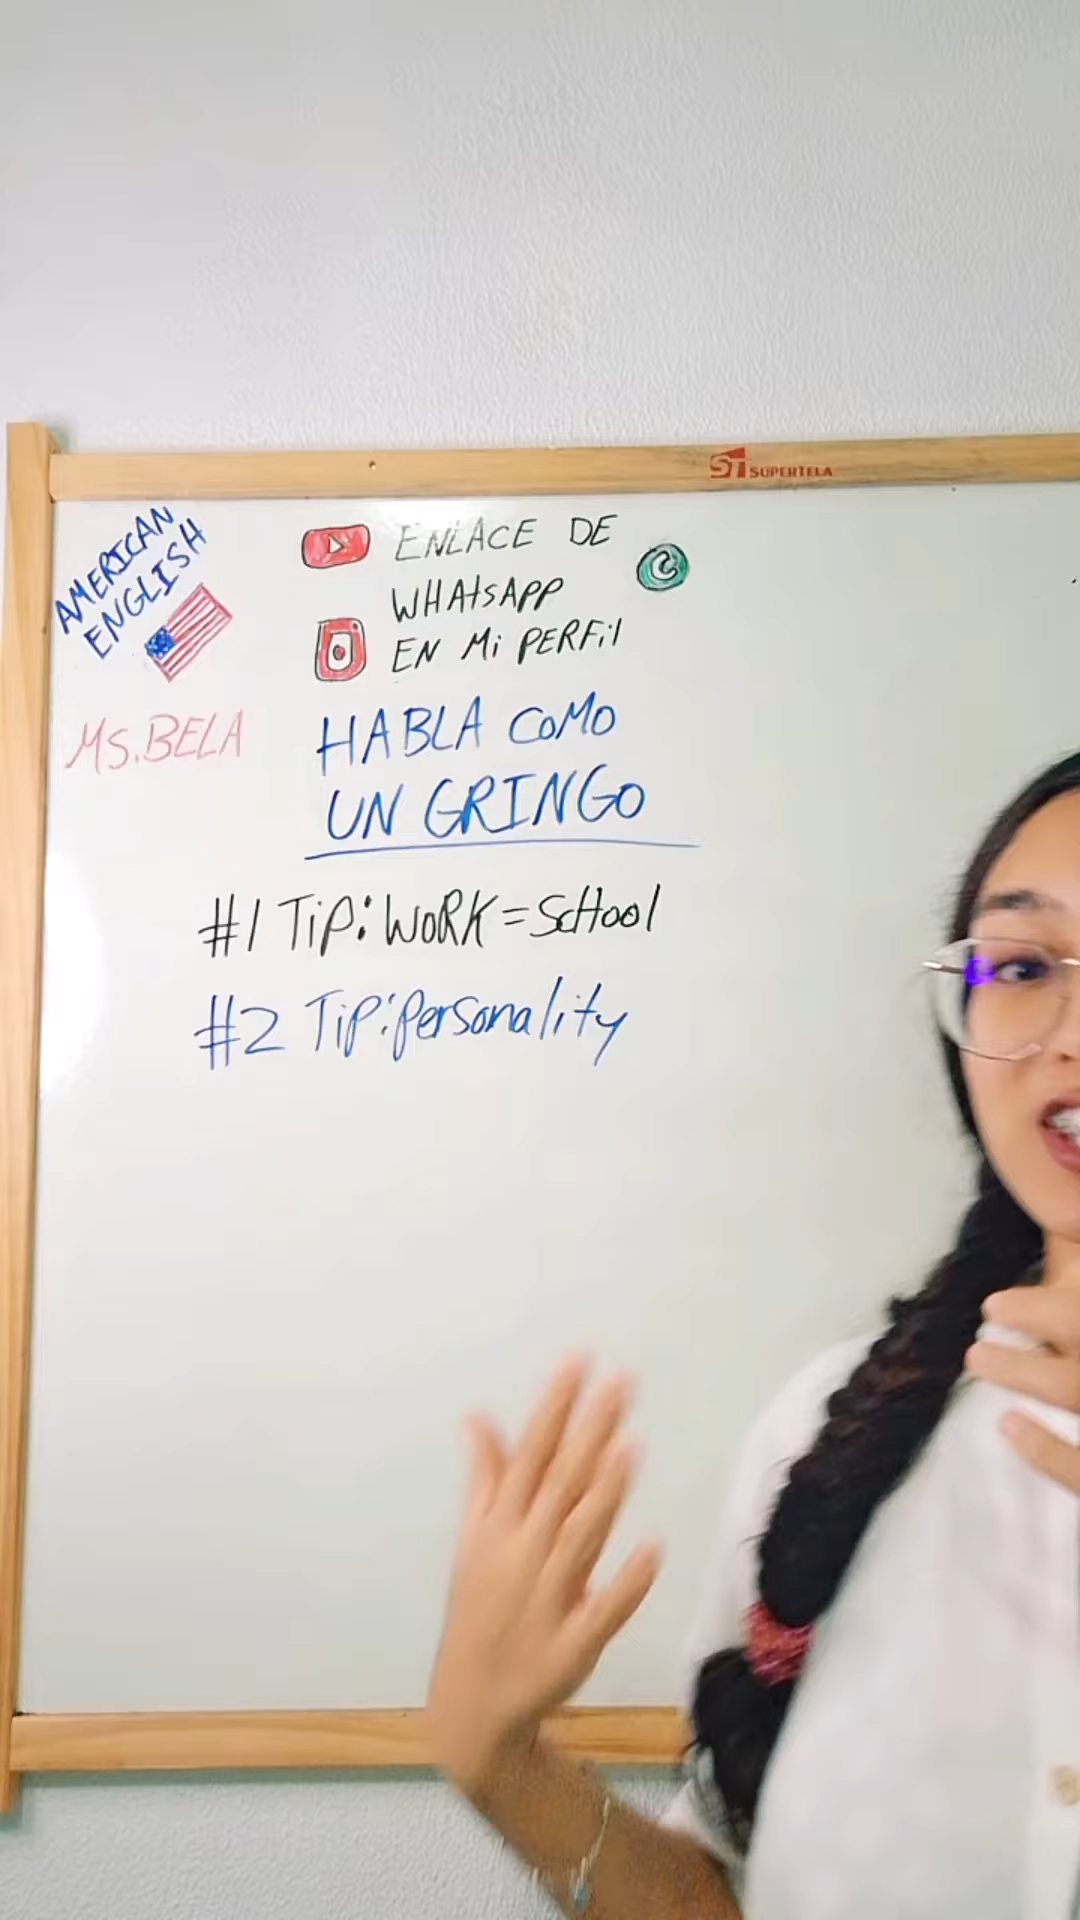 ST SUPERTELA
AMERICAN
ENGLISH
ENLACE DE
WHAtsAPP
EN Mi PERFil
MS.BELA
HABLA COMO
UN GRINGO
#1 TiP: WORK = SCHool
#2 TiP: personality